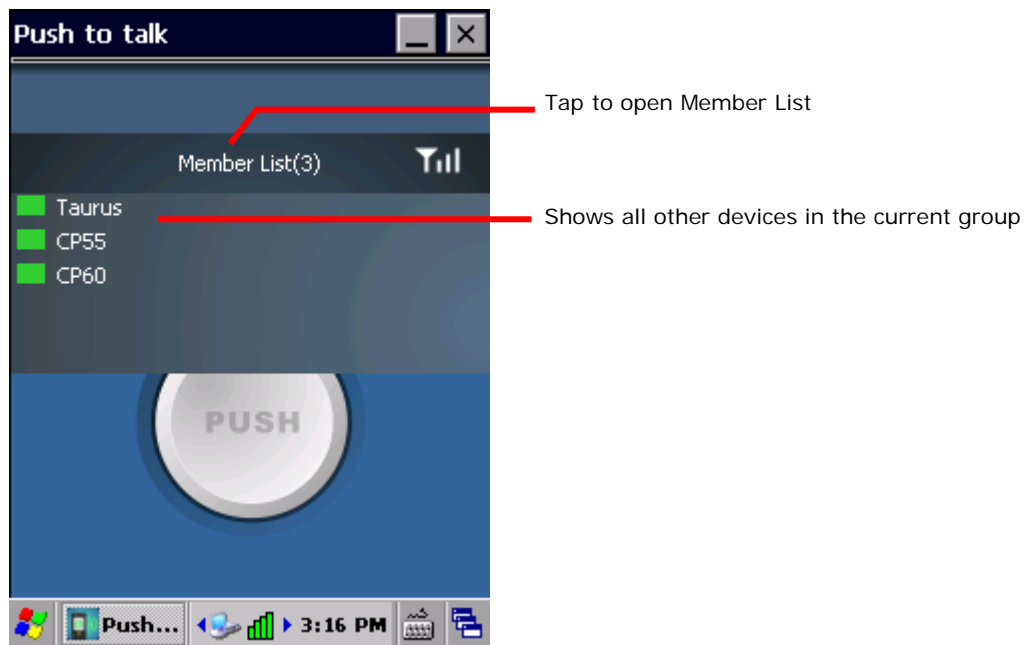 Push to talk
Tap to open Member List
Member List(3)
Taurus
Shows all other devices in the current group
CP55
CP60
PUSH
Push...
3:16 PM